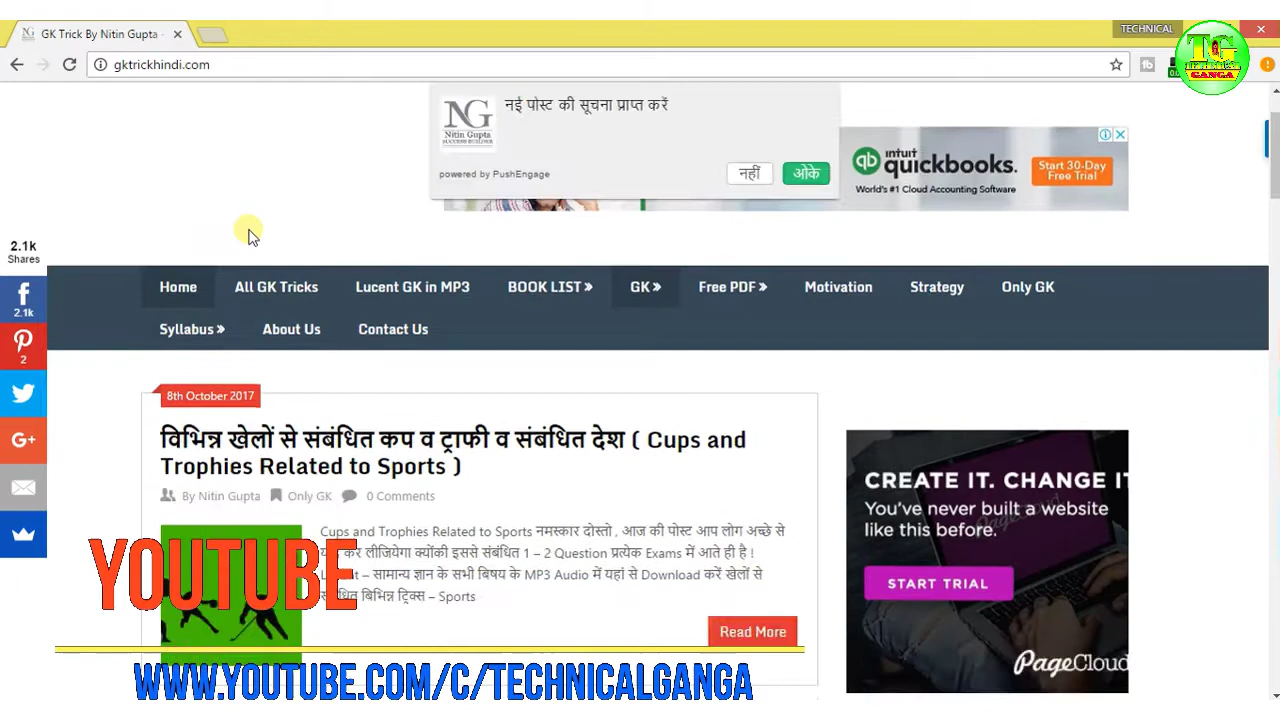 GK Trick By Nitin Gupta -
TECHNICAL
gktrickhindi.com
TG
TECHNICAL
GANGA
NG
Nitin Gupta
SUCCESS BUILDER
नई पोस्ट की सूचना प्राप्त करें
powered by PushEngage
नहीं
ओके
intuit
quickbooks.
World's #1 Cloud Accounting Software
Start 30-Day
Free Trial
2.1k
Shares
2.1k
2
G+
Home
All GK Tricks
Lucent GK in MP3
BOOK LIST »
GK »
Free PDF »
Motivation
Strategy
Only GK
Syllabus »
About Us
Contact Us
8th October 2017
विभिन्न खेलों से संबंधित कप व ट्राफी व संबंधित देश ( Cups and
Trophies Related to Sports )
By Nitin Gupta
Only GK
0 Comments
Cups and Trophies Related to Sports नमस्कार दोस्तो , आज की पोस्ट आप लोग अच्छे से
कर लीजियेगा क्योंकी इससे संबंधित 1 – 2 Question प्रत्येक Exams में आते ही है !
– सामान्य ज्ञान के सभी बिषय के MP3 Audio में यहां से Download करें खेलों से
बिभिन्न ट्रिक्स – Sports
Read More
CREATE IT. CHANGE IT
You've never built a website
like this before.
START TRIAL
PageCloud
YOUTUBE
WWW.YOUTUBE.COM/C/TECHNICALGANGA